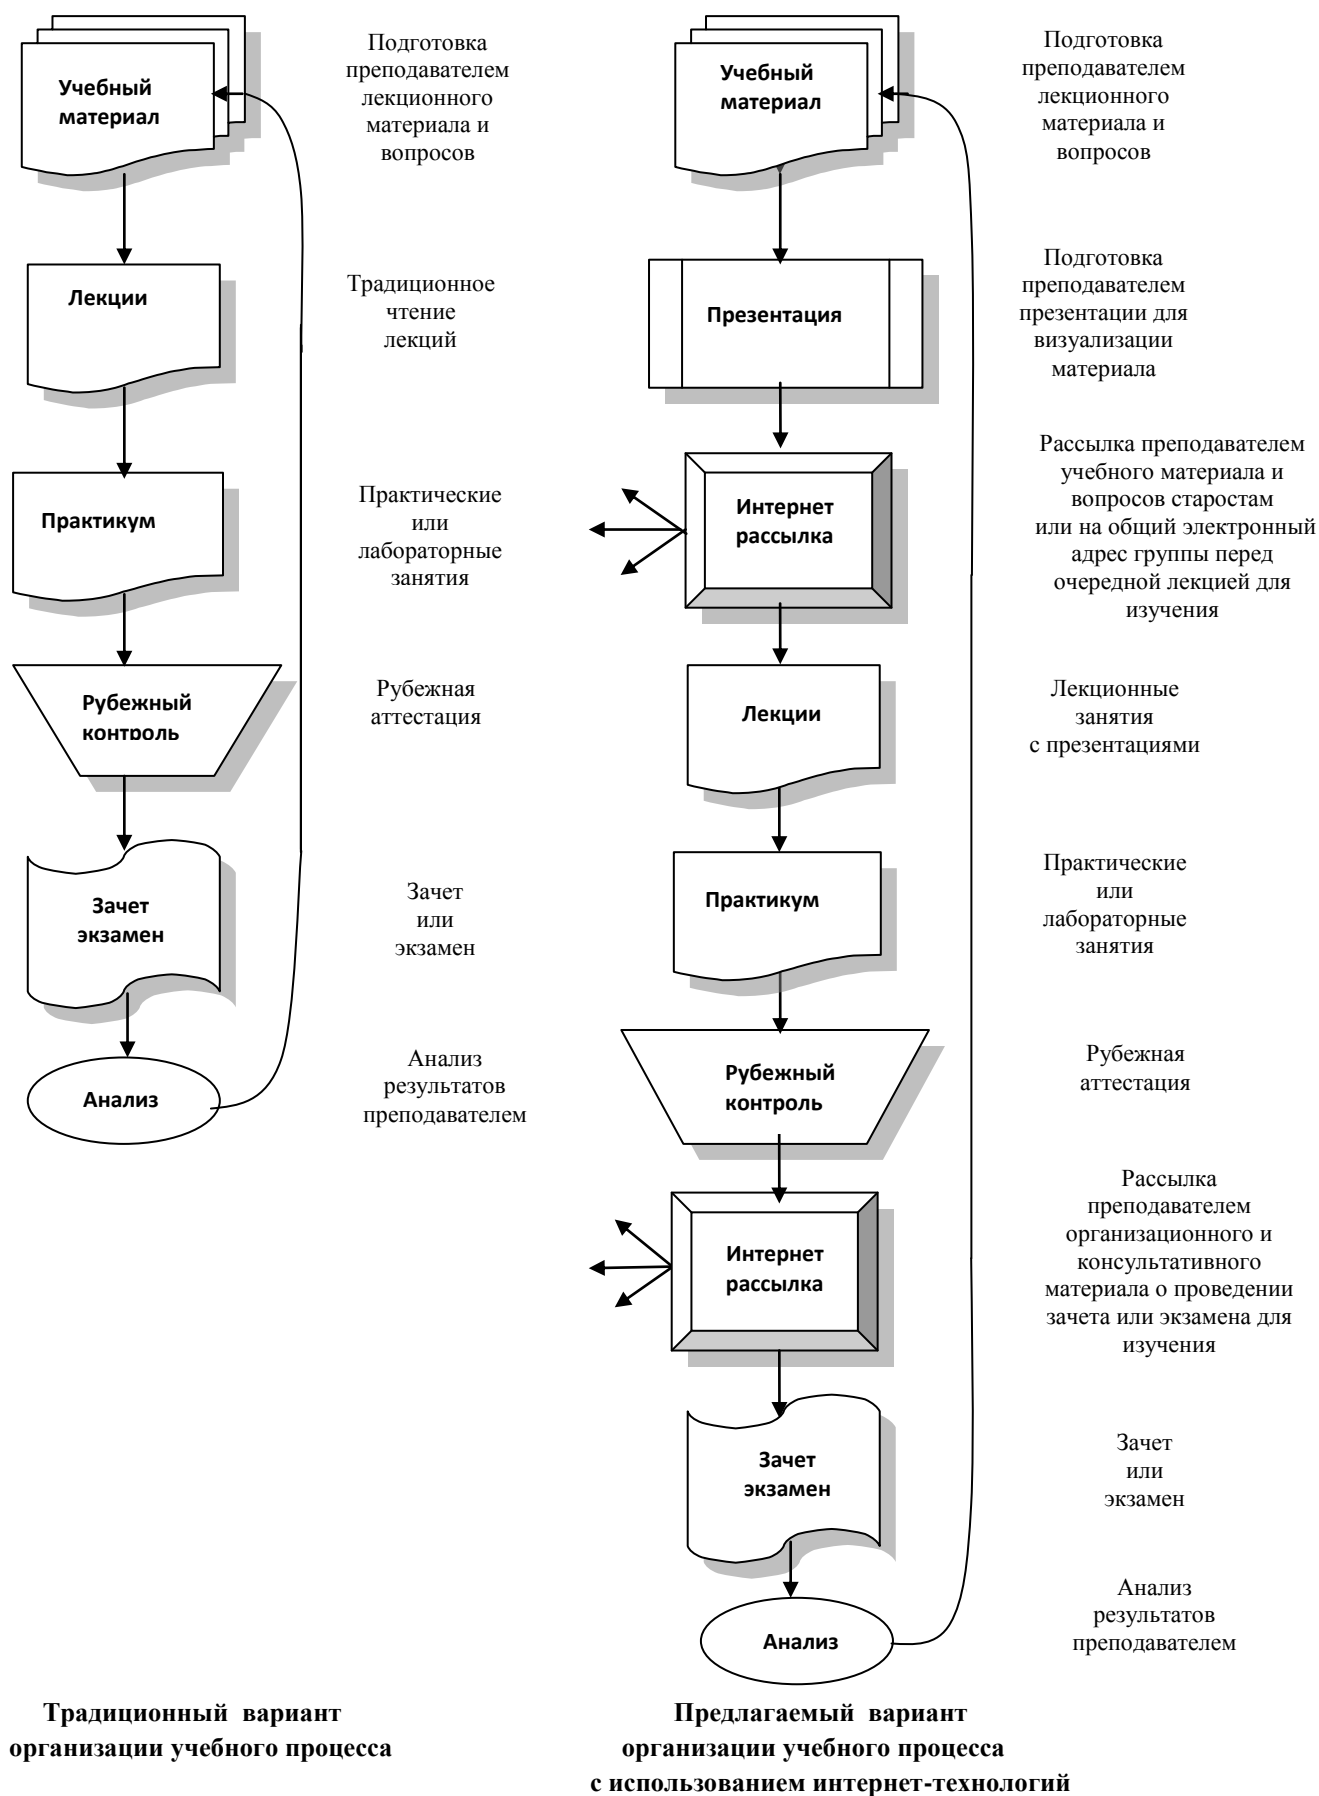 Учебный
материал
Подготовка
преподавателем
лекционного
материала и
вопросов
Лекции
Традиционное
чтение
лекций
Практикум
Практические
или
лабораторные
занятия
Рубежный
контроль
Рубежная
аттестация
Зачет
экзамен
Зачет
или
экзамен
Анализ
Анализ
результатов
преподавателем
Традиционный вариант
организации учебного процесса
Учебный
материал
Подготовка
преподавателем
лекционного
материала и
вопросов
Презентация
Подготовка
преподавателем
презентации для
визуализации
материала
Интернет
рассылка
Рассылка преподавателем
учебного материала и
вопросов старостам
или на общий электронный
адрес группы перед
очередной лекцией для
изучения
Лекции
Лекционные
занятия
с презентациями
Практикум
Практические
или
лабораторные
занятия
Рубежный
контроль
Рубежная
аттестация
Интернет
рассылка
Рассылка
преподавателем
организационного и
консультативного
материала о проведении
зачета или экзамена для
изучения
Зачет
экзамен
Зачет
или
экзамен
Анализ
Анализ
результатов
преподавателем
Предлагаемый вариант
организации учебного процесса
с использованием интернет-технологий